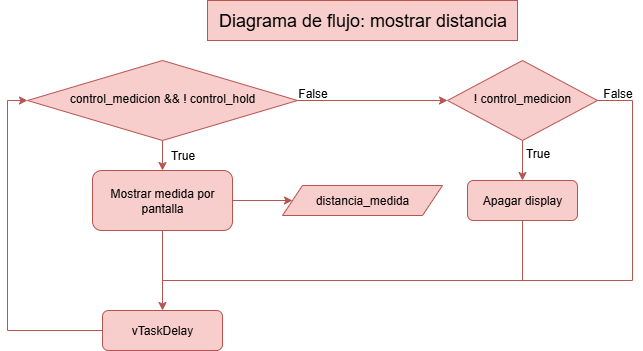 Diagrama de flujo: mostrar distancia
control_medicion && ! control_hold
False
! control_medicion
False
True
True
Mostrar medida por
pantalla
distancia_medida
Apagar display
vTaskDelay